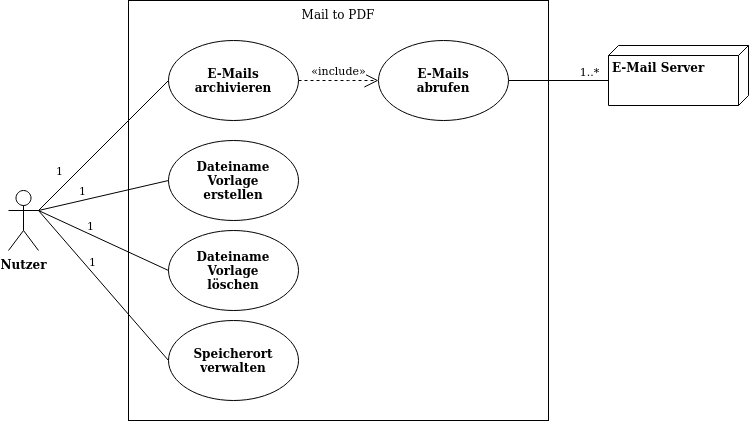 Mail to PDF
E-Mails
archivieren
«include»
E-Mails
abrufen
1..*
E-Mail Server
1
Dateiname
Vorlage
erstellen
1
1
Dateiname
Vorlage
löschen
1
Nutzer
Speicherort
verwalten